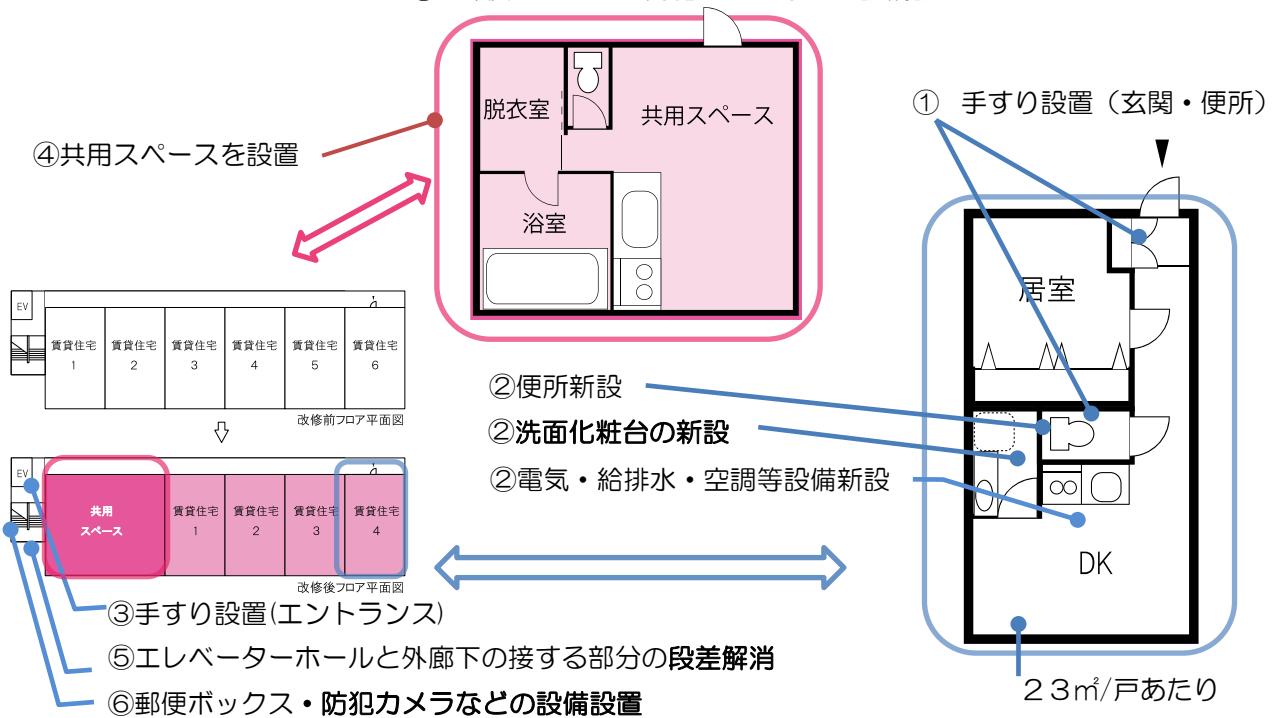 脱衣室
共用スペース
浴室
④共用スペースを設置
① 手すり設置（玄関・便所）
居室
DK
２３㎡/戸あたり
EV
賃貸住宅
1
賃貸住宅
2
賃貸住宅
3
賃貸住宅
4
賃貸住宅
5
賃貸住宅
6
改修前フロア平面図
②便所新設
②洗面化粧台の新設
②電気・給排水・空調等設備新設
EV
共用
スペース
賃貸住宅
1
賃貸住宅
2
賃貸住宅
3
賃貸住宅
4
改修後フロア平面図
③手すり設置(エントランス)
⑤エレベーターホールと外廊下の接する部分の段差解消
⑥郵便ボックス・防犯カメラなどの設備設置